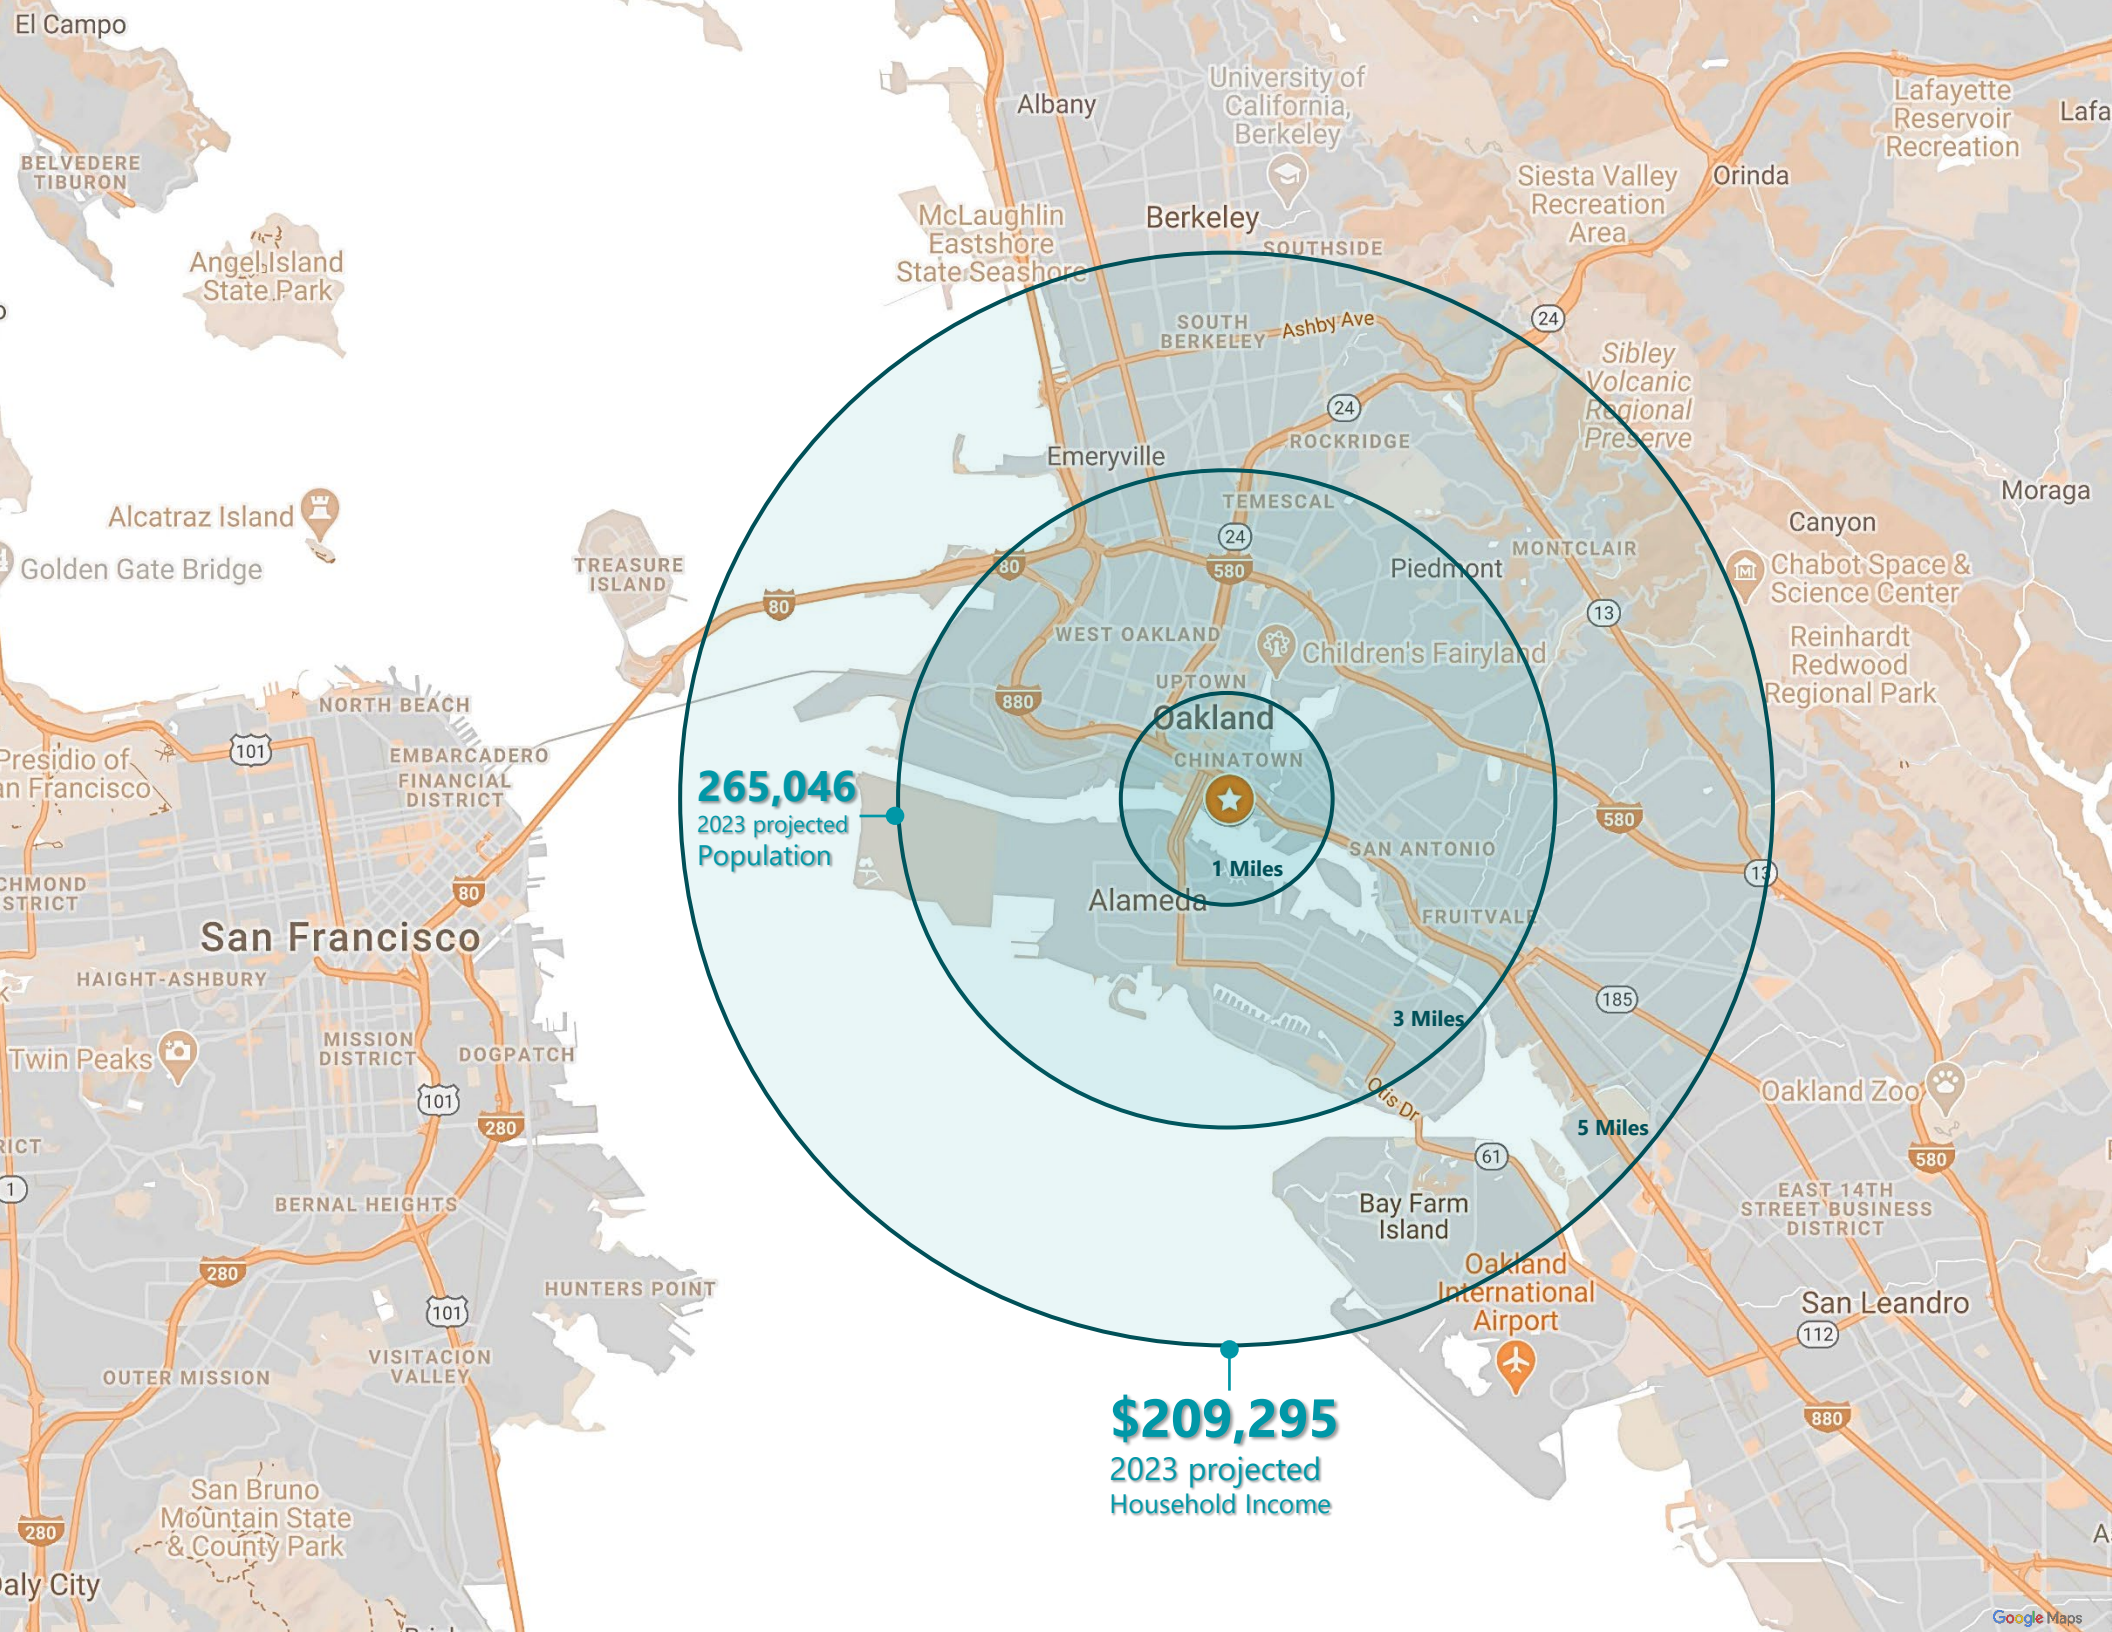 El Campo
Albany
University of
California,
Berkeley
Lafayette
Reservoir
Recreation
Lafa
BELVEDERE
TIBURON
Siesta Valley
Recreation
Area
Orinda
McLaughlin
Eastshore
State Seashore
Berkeley
SOUTHSIDE
Angel Island
State Park
SOUTH
BERKELEY
Ashby Ave
24
Sibley
Volcanic
Regional
Preserve
24
ROCKRIDGE
Emeryville
TEMESCAL
Moraga
Alcatraz Island
Canyon
24
MONTCLAIR
Golden Gate Bridge
TREASURE
ISLAND
80
580
Piedmont
Chabot Space &
Science Center
80
13
WEST OAKLAND
Children's Fairyland
Reinhardt
Redwood
Regional Park
UPTOWN
880
NORTH BEACH
Oakland
101
EMBARCADERO
CHINATOWN
Presidio of
an Francisco
FINANCIAL
DISTRICT
265,046
2023 projected
Population
580
SAN ANTONIO
1 Miles
13
CHMOND
STRICT
80
Alameda
FRUITVALE
San Francisco
HAIGHT-ASHBURY
185
3 Miles
MISSION
DISTRICT
DOGPATCH
Twin Peaks
Otis Dr
Oakland Zoo
101
280
5 Miles
RICT
61
580
1
BERNAL HEIGHTS
Bay Farm
Island
EAST 14TH
STREET BUSINESS
DISTRICT
280
Oakland
International
Airport
HUNTERS POINT
101
San Leandro
112
VISITACION
VALLEY
OUTER MISSION
$209,295
2023 projected
Household Income
880
San Bruno
Mountain State
& County Park
280
Daly City
Google Maps